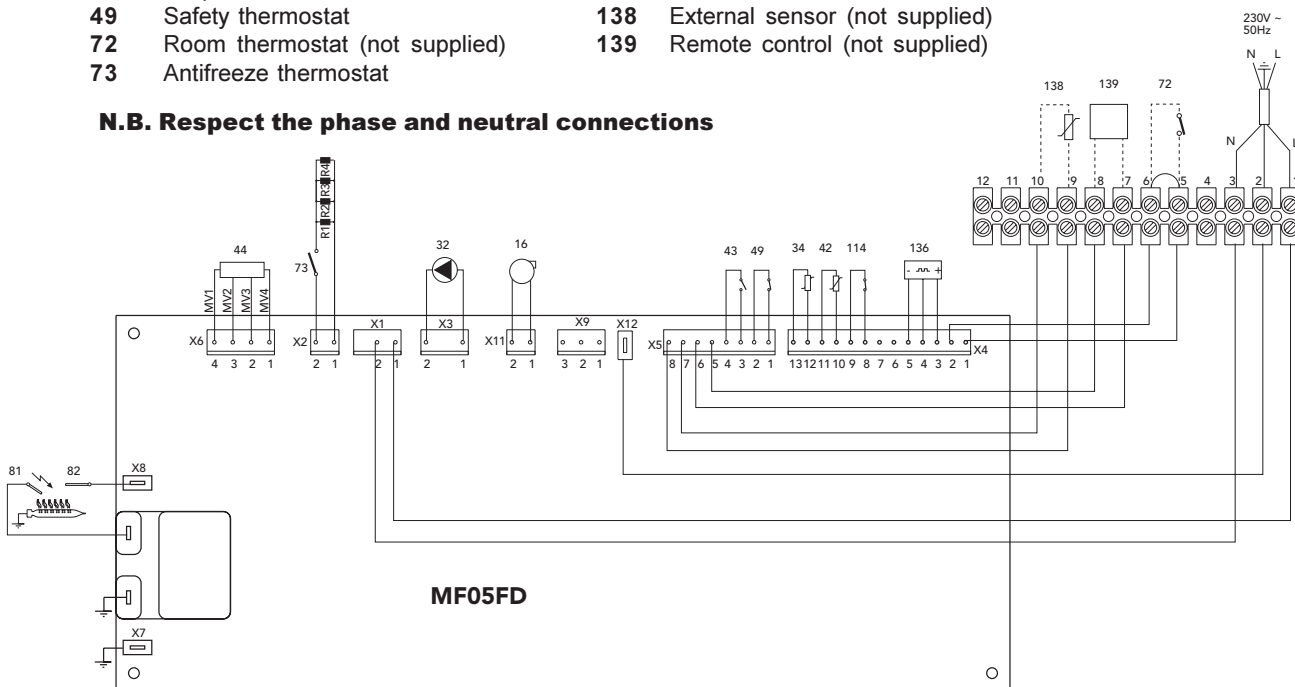 49 Safety thermostat
72 Room thermostat (not supplied)
73 Antifreeze thermostat
138 External sensor (not supplied)
139 Remote control (not supplied)
N.B. Respect the phase and neutral connections
230V ~
50Hz
N L
138 139 72
N
12 11 10 9 8 7 6 5 4 3 2
R4
R3
R2
R1
44 73 32 16 43 49 34 42 114 136
- +
MV1 MV2 MV3 MV4
X6 X2 X1 X3 X11 X9 X12 X5 X4
4 3 2 1 2 1 2 1 2 1 2 1 3 2 1 8 7 6 5 4 3 2 1 13 12 11 10 9 8 7 6 5 4 3 2 1
81 82 X8
MF05FD
X7